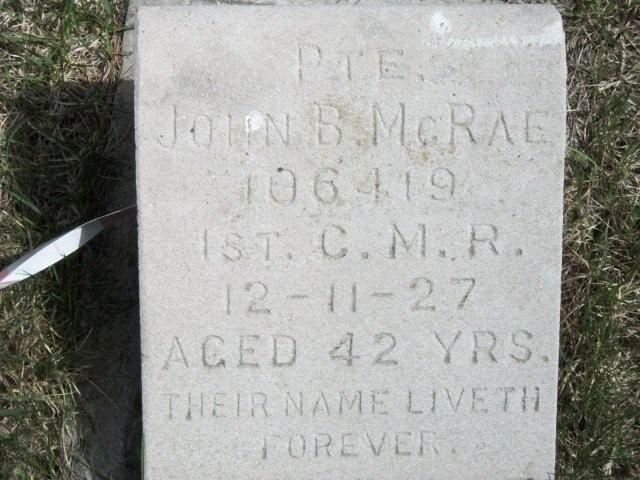 PTE.
JOHN B. McRAE
106419
1ST. C. M. R.
12-11-27
AGED 42 YRS.
THEIR NAME LIVETH
FOREVER.